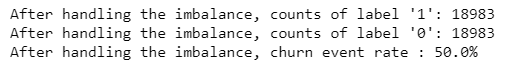 After handling the imbalance, counts of label '1': 18983
After handling the imbalance, counts of label '0': 18983
After handling the imbalance, churn event rate : 50.0%